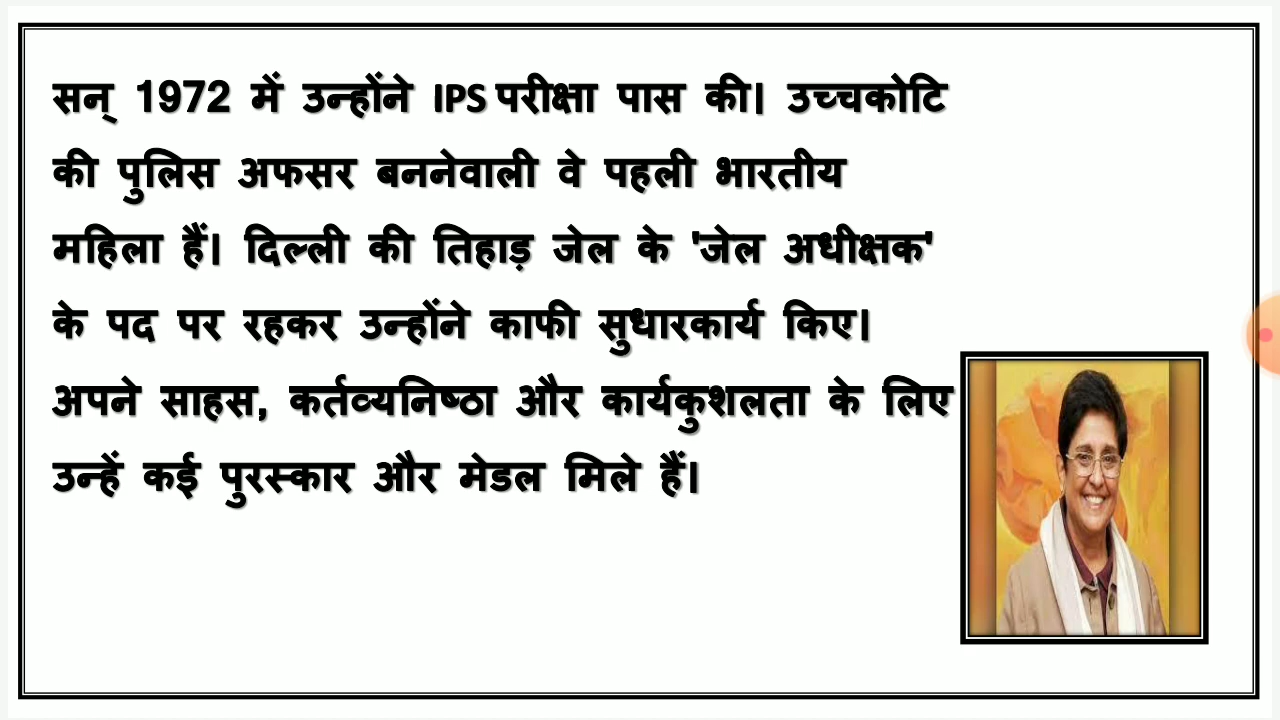 सन् 1972 में उन्होंने IPS परीक्षा पास की। उच्चकोटि
की पुलिस अफसर बननेवाली वे पहली भारतीय
महिला हैं। दिल्ली की तिहाड़ जेल के 'जेल अधीक्षक'
के पद पर रहकर उन्होंने काफी सुधारकार्य किए।
अपने साहस, कर्तव्यनिष्ठा और कार्यकुशलता के लिए
उन्हें कई पुरस्कार और मेडल मिले हैं।